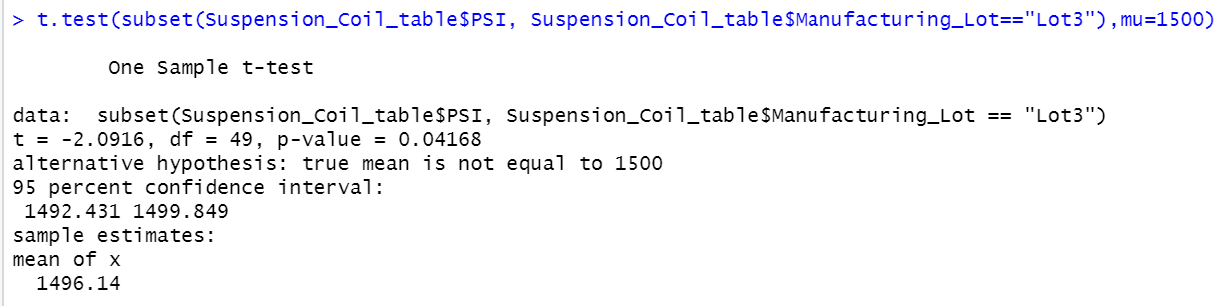 > t.test(subset(Suspension_Coil_table$PSI, Suspension_Coil_table$Manufacturing_Lot=="Lot3"),mu=1500)
One Sample t-test
data:  subset(Suspension_Coil_table$PSI, Suspension_Coil_table$Manufacturing_Lot == "Lot3")
t = -2.0916, df = 49, p-value = 0.04168
alternative hypothesis: true mean is not equal to 1500
95 percent confidence interval:
1492.431 1499.849
sample estimates:
mean of x
1496.14